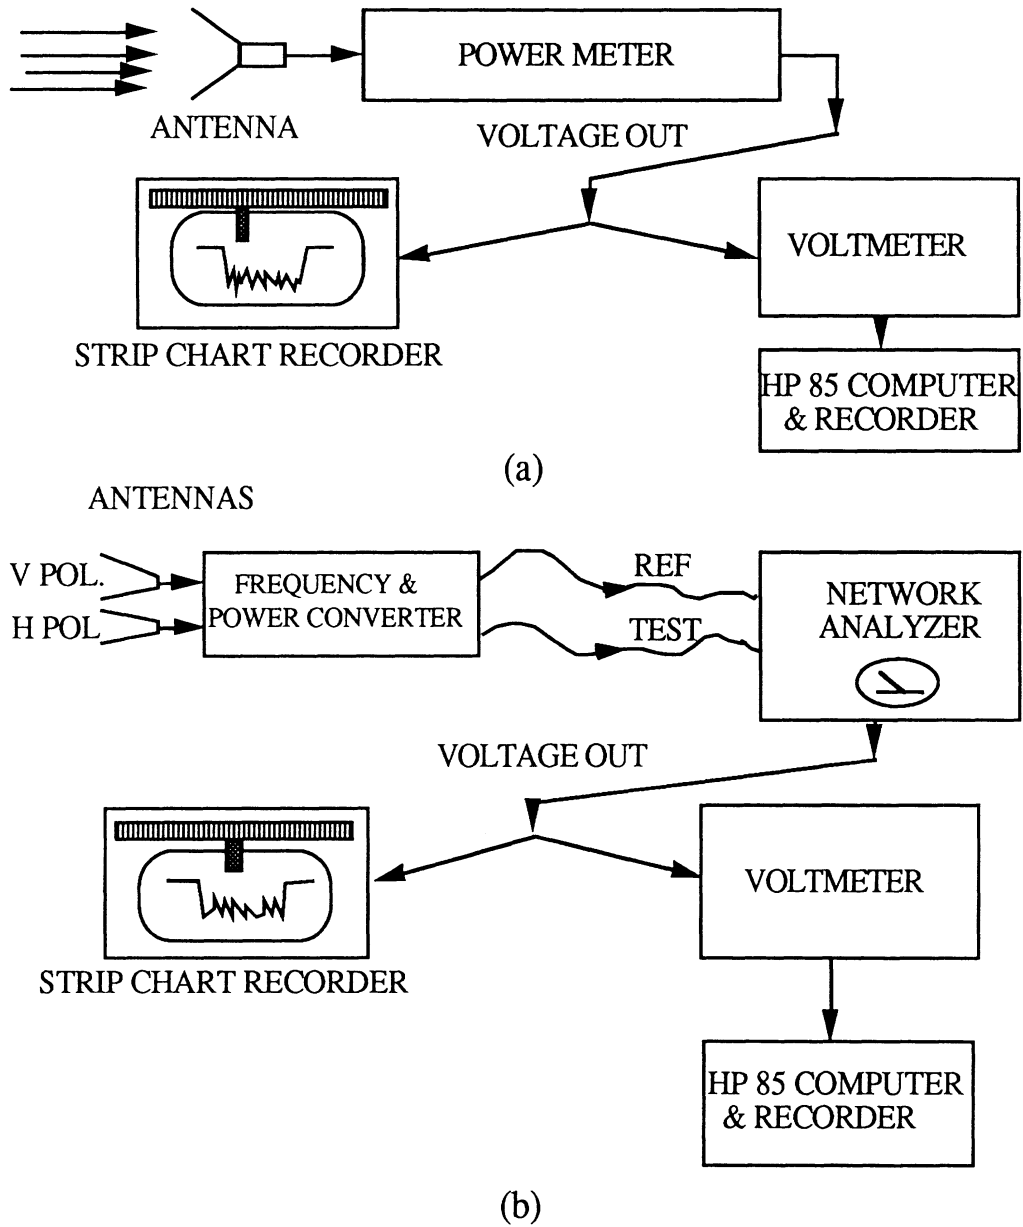 POWER METER
ANTENNA
VOLTAGE OUT
VOLTMETER
STRIP CHART RECORDER
HP 85 COMPUTER
& RECORDER
(a)
ANTENNAS
V POL.
H POL
FREQUENCY &
POWER CONVERTER
REF
TEST
NETWORK
ANALYZER
VOLTAGE OUT
VOLTMETER
STRIP CHART RECORDER
HP 85 COMPUTER
& RECORDER
(b)